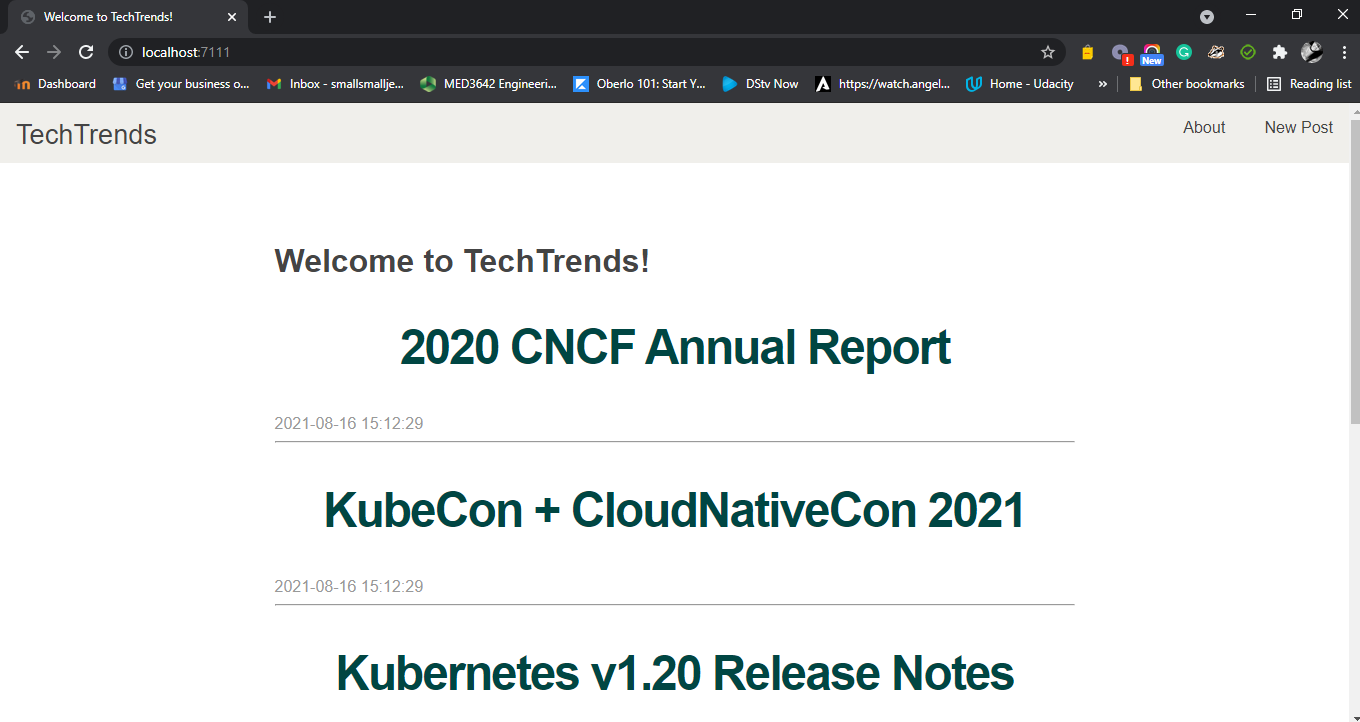 Welcome to TechTrends!
localhost:7111
!
New
Dashboard
Get your business o...
Inbox - smallsmallje...
MED3642 Engineeri...
Oberlo 101: Start Y...
DStv Now
https://watch.angel...
Home - Udacity
»
Other bookmarks
Reading list
TechTrends
About
New Post
Welcome to TechTrends!
2020 CNCF Annual Report
2021-08-16 15:12:29
KubeCon + CloudNativeCon 2021
2021-08-16 15:12:29
Kubernetes v1.20 Release Notes